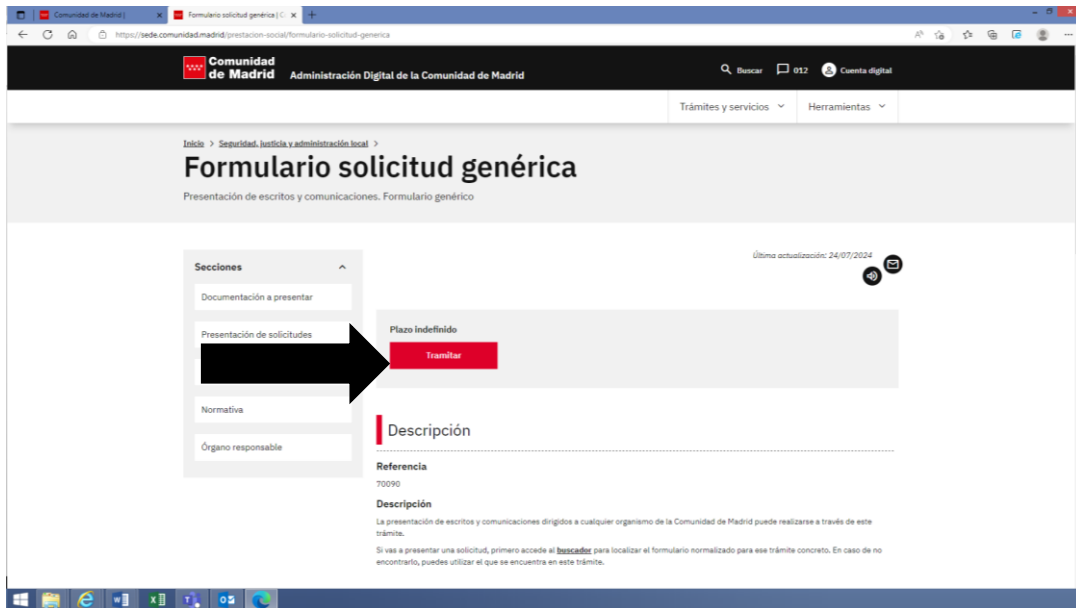 Comunidad de Madrid |
Formulario solicitud genérica | C
https://sede.comunidad.madrid/prestacion-social/formulario-solicitud-generica
Comunidad
de Madrid
Administración Digital de la Comunidad de Madrid
Buscar
012
Cuenta digital
Trámites y servicios
Herramientas
Inicio > Seguridad, justicia y administración local >
Formulario solicitud genérica
Presentación de escritos y comunicaciones. Formulario genérico
Última actualización: 24/07/2024
Secciones
Documentación a presentar
Presentación de solicitudes
Normativa
Órgano responsable
Plazo indefinido
Tramitar
Descripción
Referencia
70090
Descripción
La presentación de escritos y comunicaciones dirigidos a cualquier organismo de la Comunidad de Madrid puede realizarse a través de este
trámite.
Si vas a presentar una solicitud, primero accede al buscador para localizar el formulario normalizado para ese trámite concreto. En caso de no
encontrarlo, puedes utilizar el que se encuentra en este trámite.